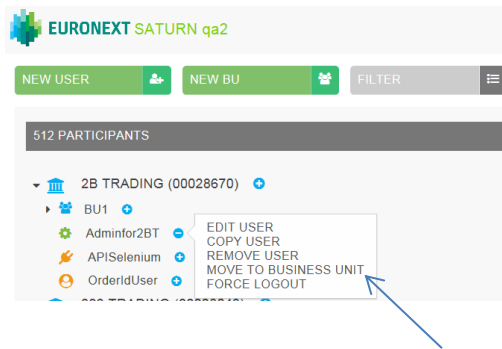 EURONEXT SATURN qa2
NEW USER
NEW BU
FILTER
512 PARTICIPANTS
2B TRADING (00028670)
BU1
Adminfor2BT
EDIT USER
COPY USER
REMOVE USER
MOVE TO BUSINESS UNIT
FORCE LOGOUT
APISelenium
OrderIdUser